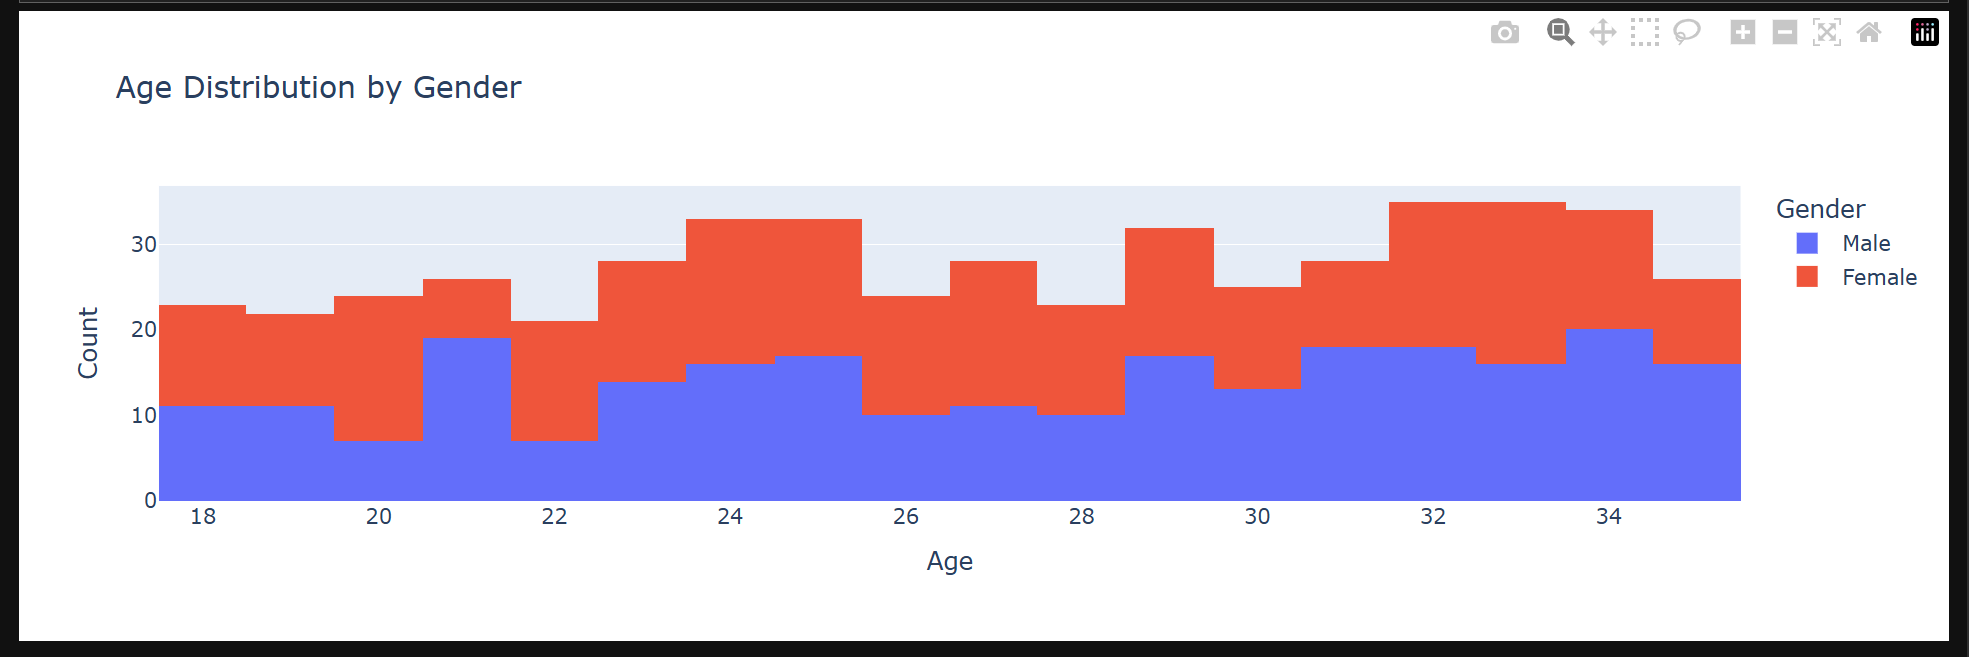 Age Distribution by Gender
Gender
Male
Female
Count
30
20
10
0
18 20 22 24 26 28 30 32 34
Age